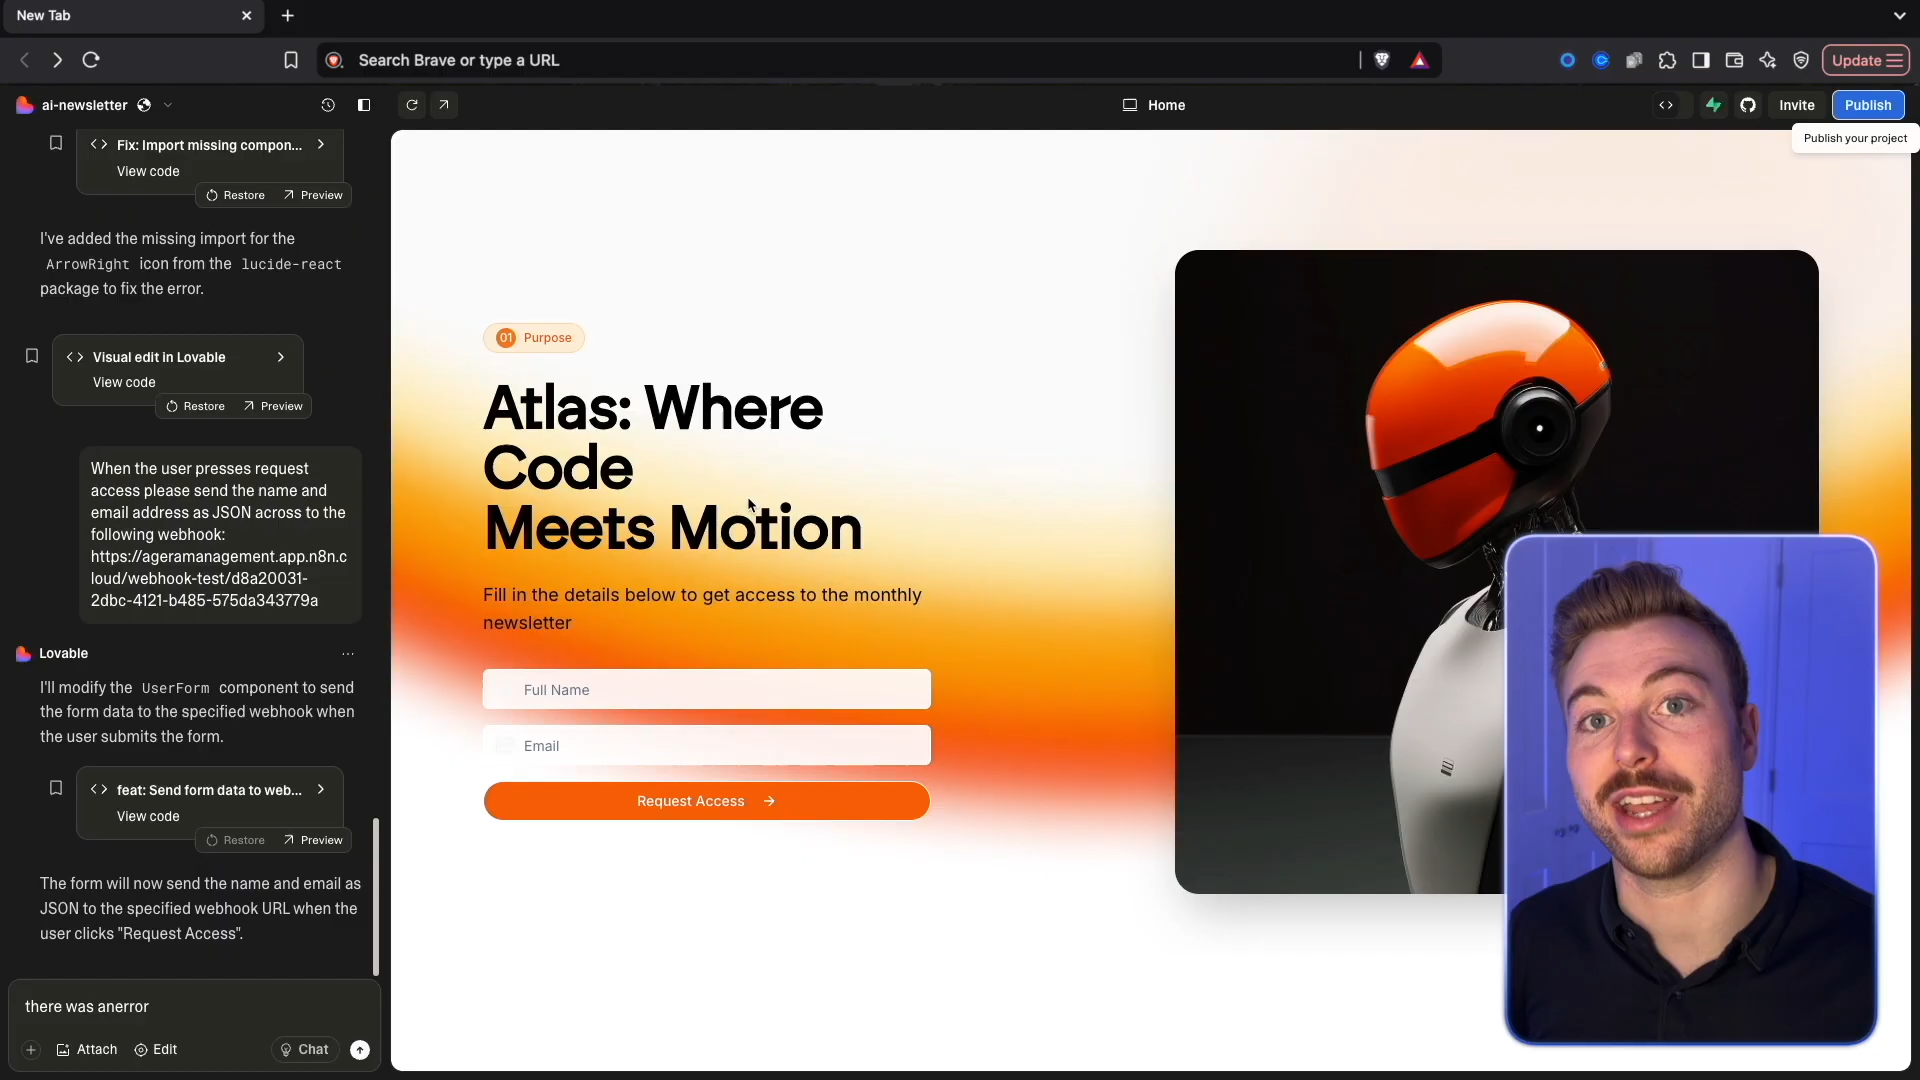 New Tab
Search Brave or type a URL
Update
ai-newsletter
Home
Invite
Publish
Publish your project
Fix: Import missing compon...
View code
Restore
Preview
I've added the missing import for the
ArrowRight icon from the lucide-react
package to fix the error.
Visual edit in Lovable
View code
Restore
Preview
When the user presses request
access please send the name and
email address as JSON across to the
following webhook:
https://ageramanagement.app.n8n.c
loud/webhook-test/d8a20031-
2dbc-4121-b485-575da343779a
Lovable
I'll modify the UserForm component to send
the form data to the specified webhook when
the user submits the form.
feat: Send form data to web...
View code
Restore
Preview
The form will now send the name and email as
JSON to the specified webhook URL when the
user clicks "Request Access".
there was anerror
Attach
Edit
Chat
01 Purpose
Atlas: Where
Code
Meets Motion
Fill in the details below to get access to the monthly
newsletter
Full Name
Email
Request Access